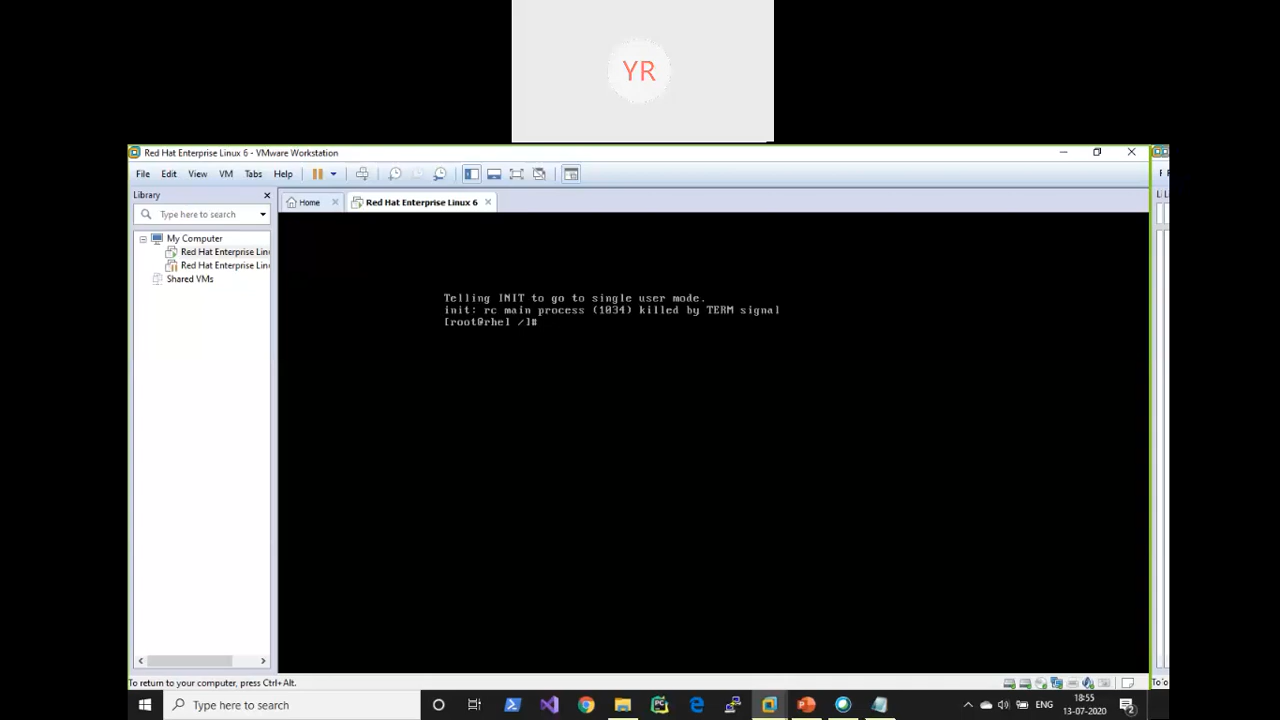 YR
Red Hat Enterprise Linux 6 - VMware Workstation
File Edit View VM Tabs Help
Library
Type here to search
Home
Red Hat Enterprise Linux 6
My Computer
Red Hat Enterprise Lin
Red Hat Enterprise Lin
Shared VMs
Telling INIT to go to single user mode.
init: rc main process (1034) killed by TERM signal
[root@rhel /]#
To return to your computer, press Ctrl+Alt.
Type here to search
ENG
18:55
13-07-2020
2